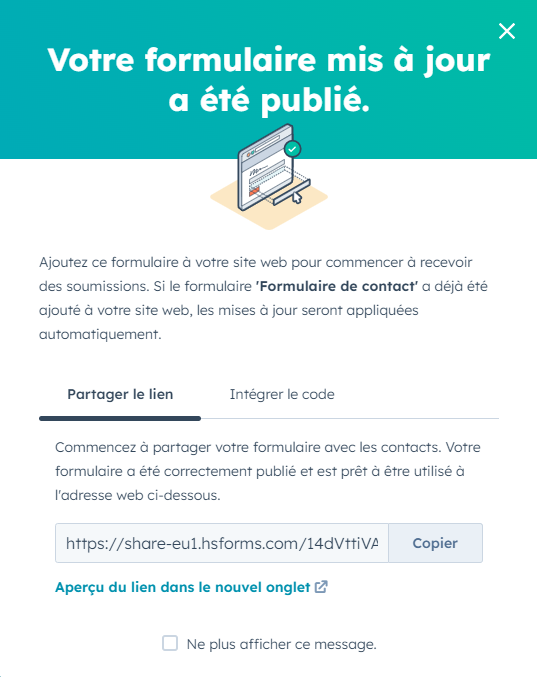 Votre formulaire mis à jour
a été publié.
Ajoutez ce formulaire à votre site web pour commencer à recevoir
des soumissions. Si le formulaire 'Formulaire de contact' a déjà été
ajouté à votre site web, les mises à jour seront appliquées
automatiquement.
Partager le lien
Intégrer le code
Commencez à partager votre formulaire avec les contacts. Votre
formulaire a été correctement publié et est prêt à être utilisé à
l'adresse web ci-dessous.
https://share-eu1.hsforms.com/14dVttiVA
Copier
Aperçu du lien dans le nouvel onglet
Ne plus afficher ce message.